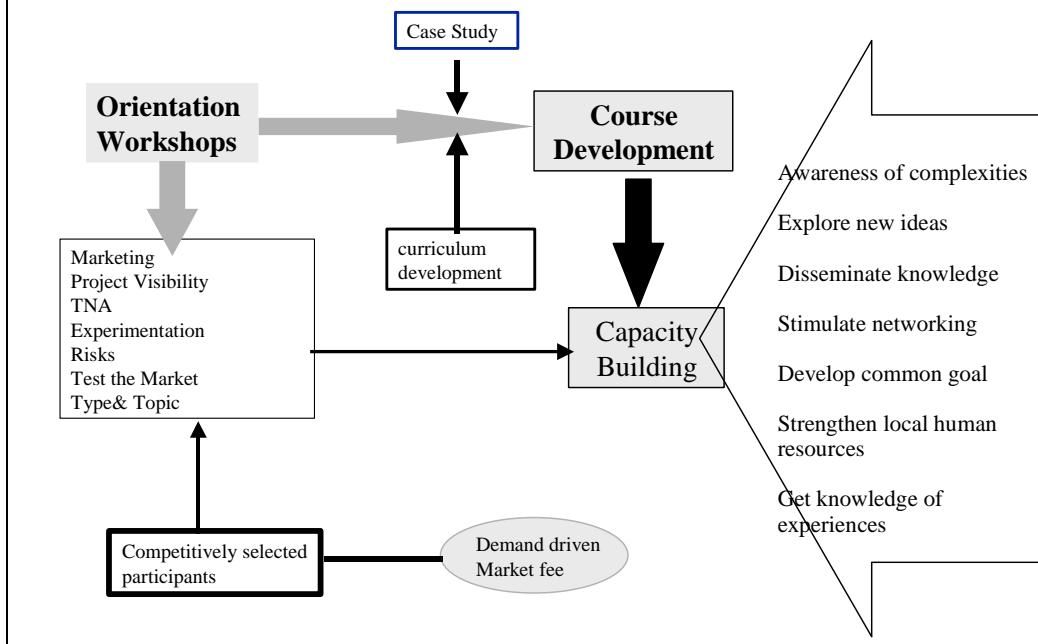 Case Study
Orientation
Workshops
Course
Development
curriculum
development
Marketing
Project Visibility
TNA
Experimentation
Risks
Test the Market
Type& Topic
Capacity
Building
Competitively selected
participants
Demand driven
Market fee
Awareness of complexities
Explore new ideas
Disseminate knowledge
Stimulate networking
Develop common goal
Strengthen local human
resources
Get knowledge of
experiences